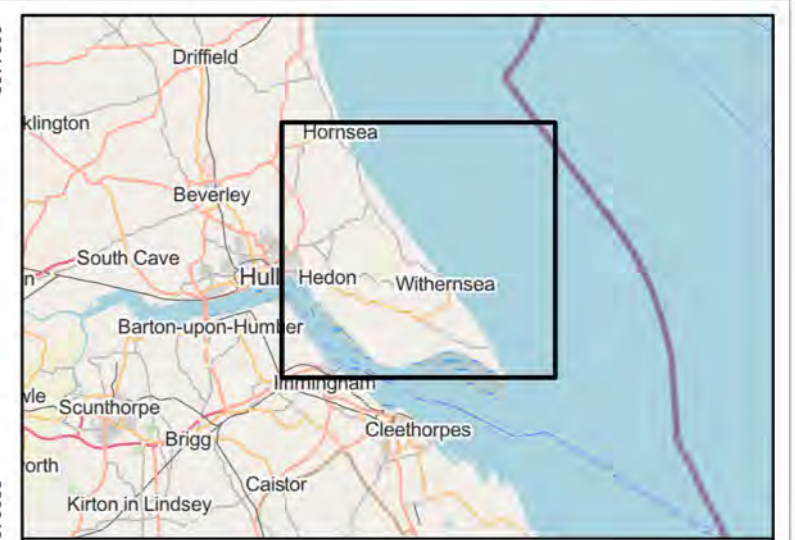 Driffield
klington
Hornsea
Beverley
South Cave
Hull
Hedon
Withernsea
Barton-upon-Humber
Immingham
Scunthorpe
Cleethorpes
Brigg
Caistor
Kirton in Lindsey